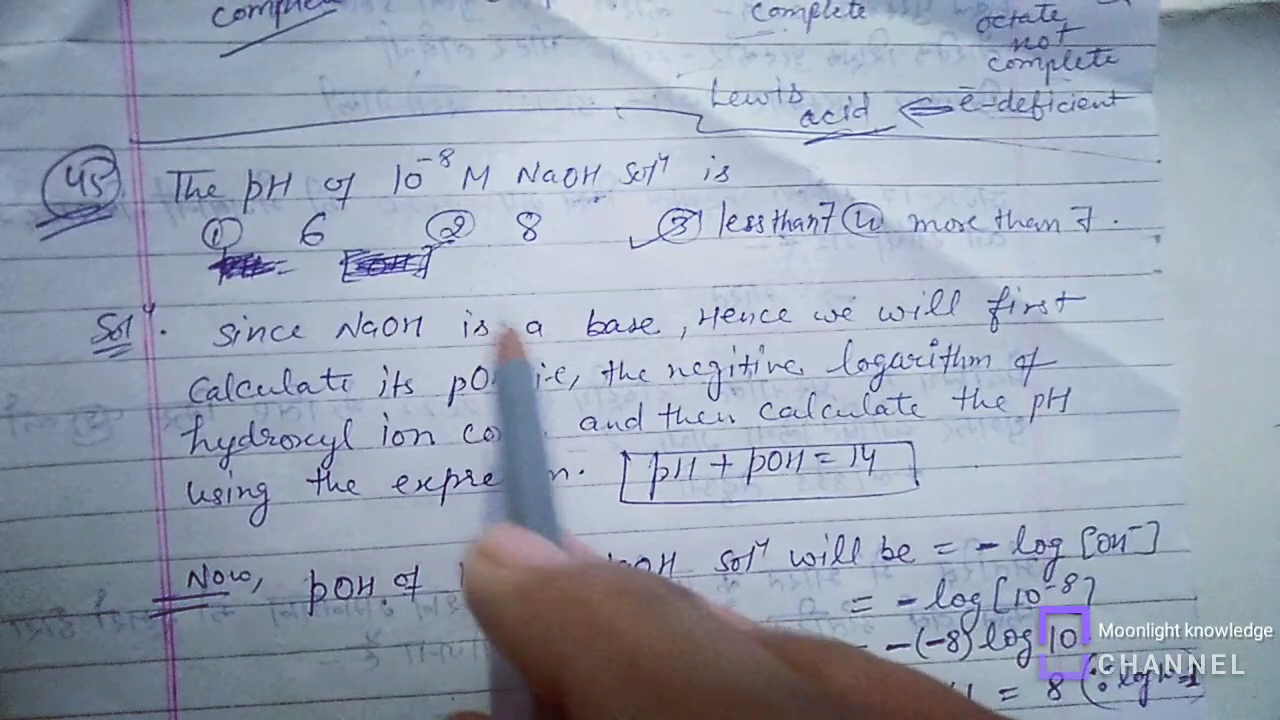 complete
octate
not
complete
Lewis acid <= e-deficient
45 The pH of 10⁻⁸ M NaOH solⁿ is
① 6 ② 8 ✓③ less than 7 ④ more than 7.
Solⁿ. Since NaOH is a base, Hence we will first
calculate its i.e, the negitive logarithm of
hydroxyl ion and then calculate the pH
using the pH + pOH = 14
Now, pOH of solⁿ will be = - log [OH⁻]
= - log [10⁻⁸]
- (-8) log 10
= 8
Moonlight knowledge
CHANNEL